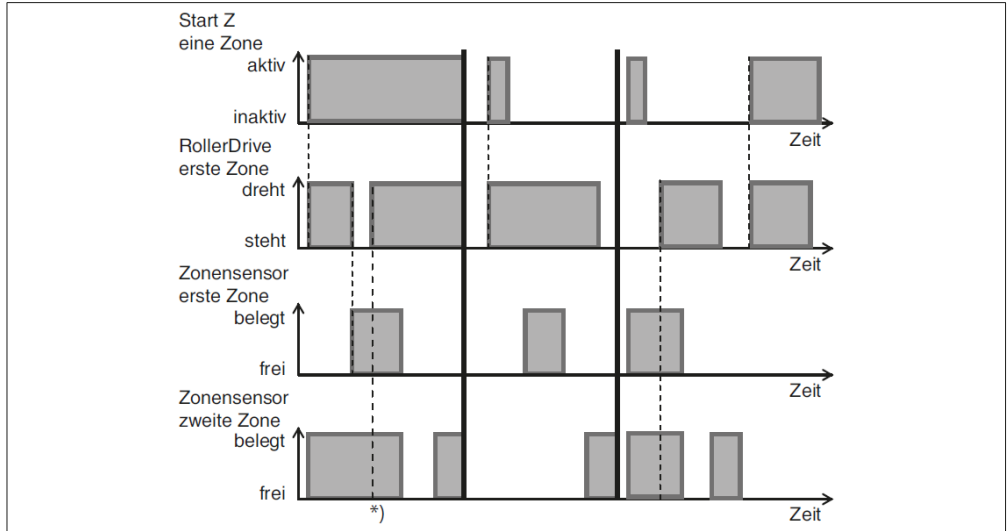 Start Z
eine Zone
aktiv
inaktiv
Zeit
RollerDrive
erste Zone
dreht
steht
Zeit
Zonensensor
erste Zone
belegt
frei
Zeit
Zonensensor
zweite Zone
belegt
frei
*)
Zeit